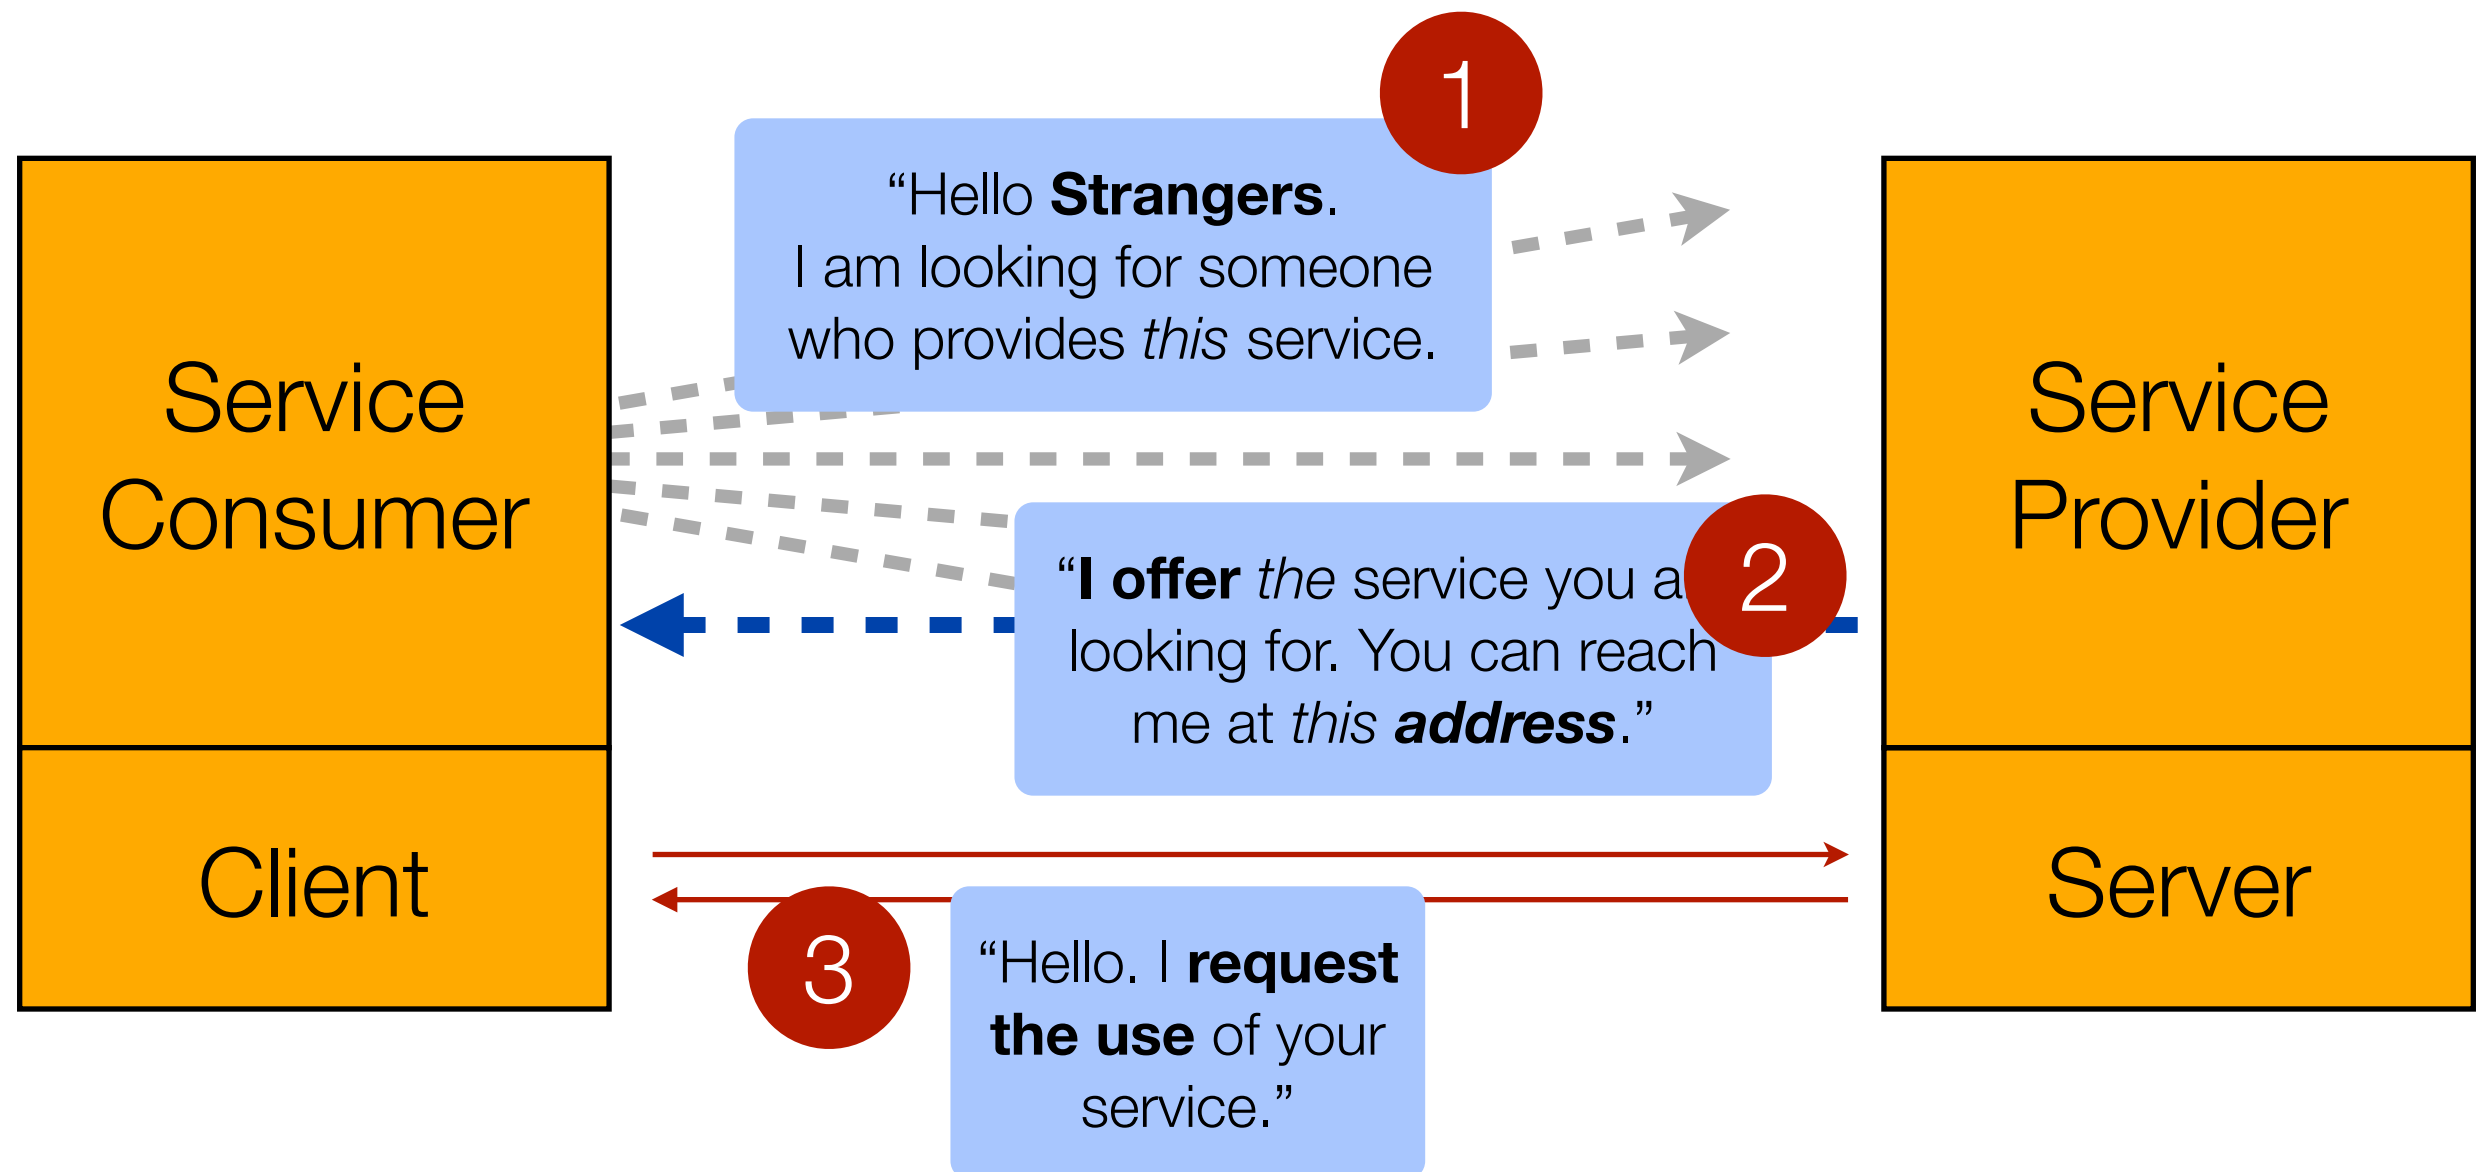 1
“Hello Strangers.
I am looking for someone
who provides this service.
Service
Consumer
Service
Provider
2
“I offer the service you
looking for. You can reach
me at this address.”
Client
Server
3
“Hello. I request
the use of your
service.”